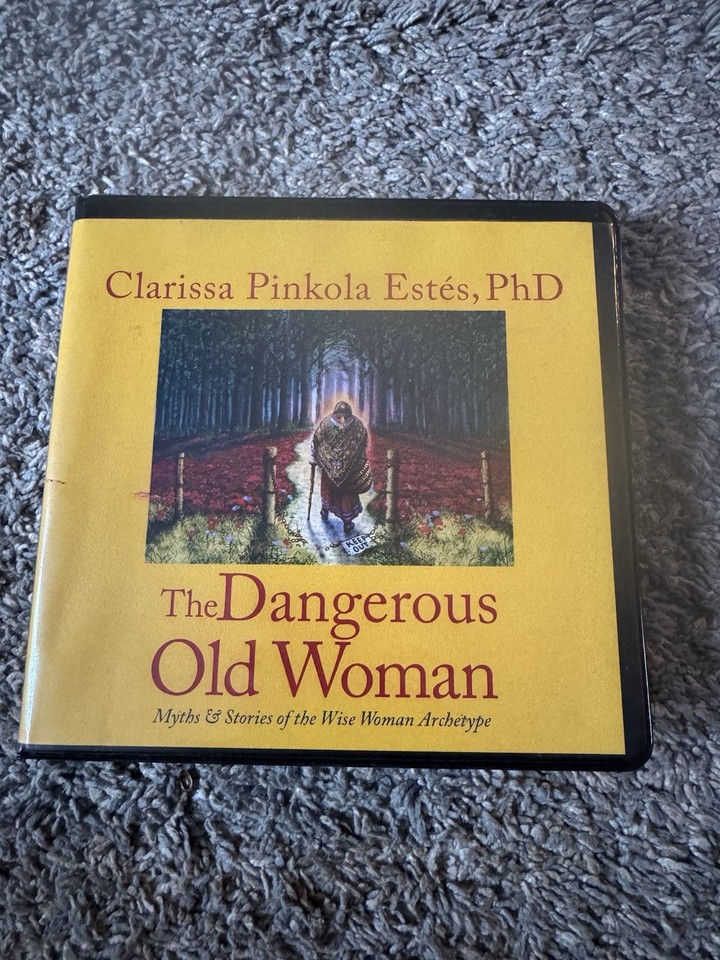 Clarissa Pinkola Estés, PhD
KEEP
OUT
The Dangerous
Old Woman
Myths & Stories of the Wise Woman Archetype